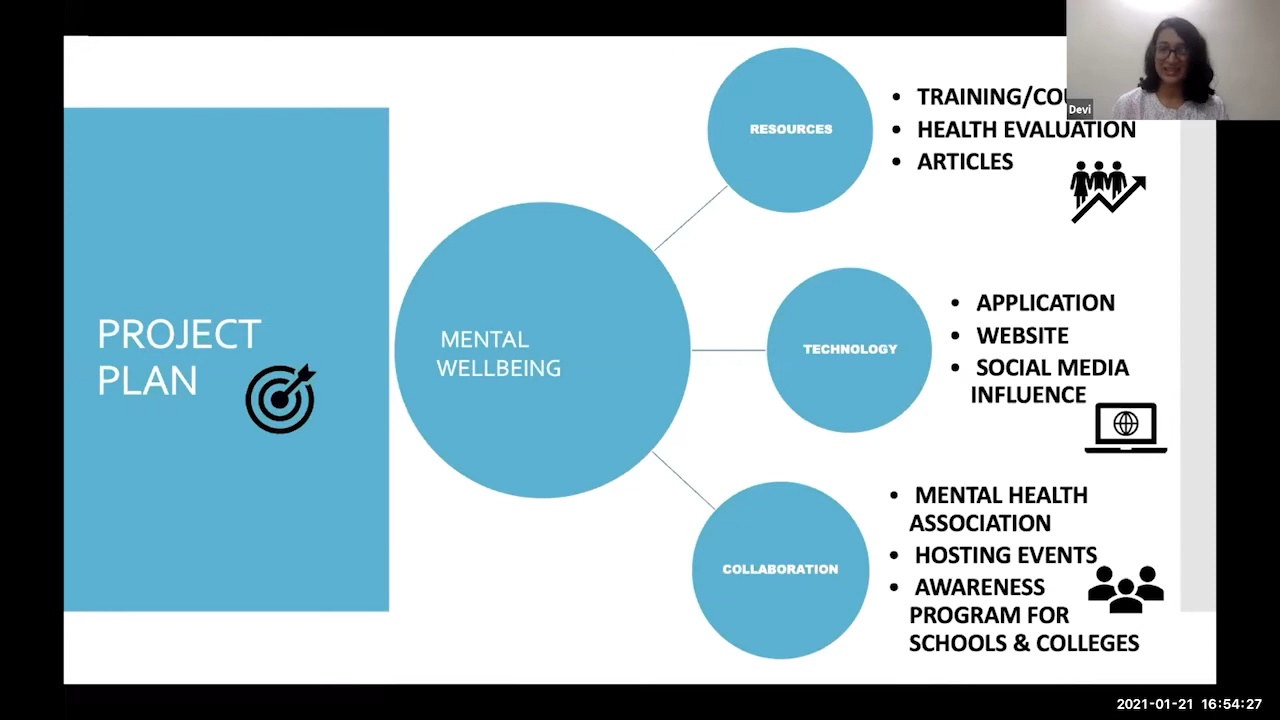 PROJECT
PLAN
MENTAL
WELLBEING
RESOURCES
• TRAINING/
• HEALTH EVALUATION
• ARTICLES
TECHNOLOGY
• APPLICATION
• WEBSITE
• SOCIAL MEDIA
INFLUENCE
COLLABORATION
• MENTAL HEALTH
ASSOCIATION
• HOSTING EVENTS
• AWARENESS
PROGRAM FOR
SCHOOLS & COLLEGES
Devi
2021-01-21 16:54:27